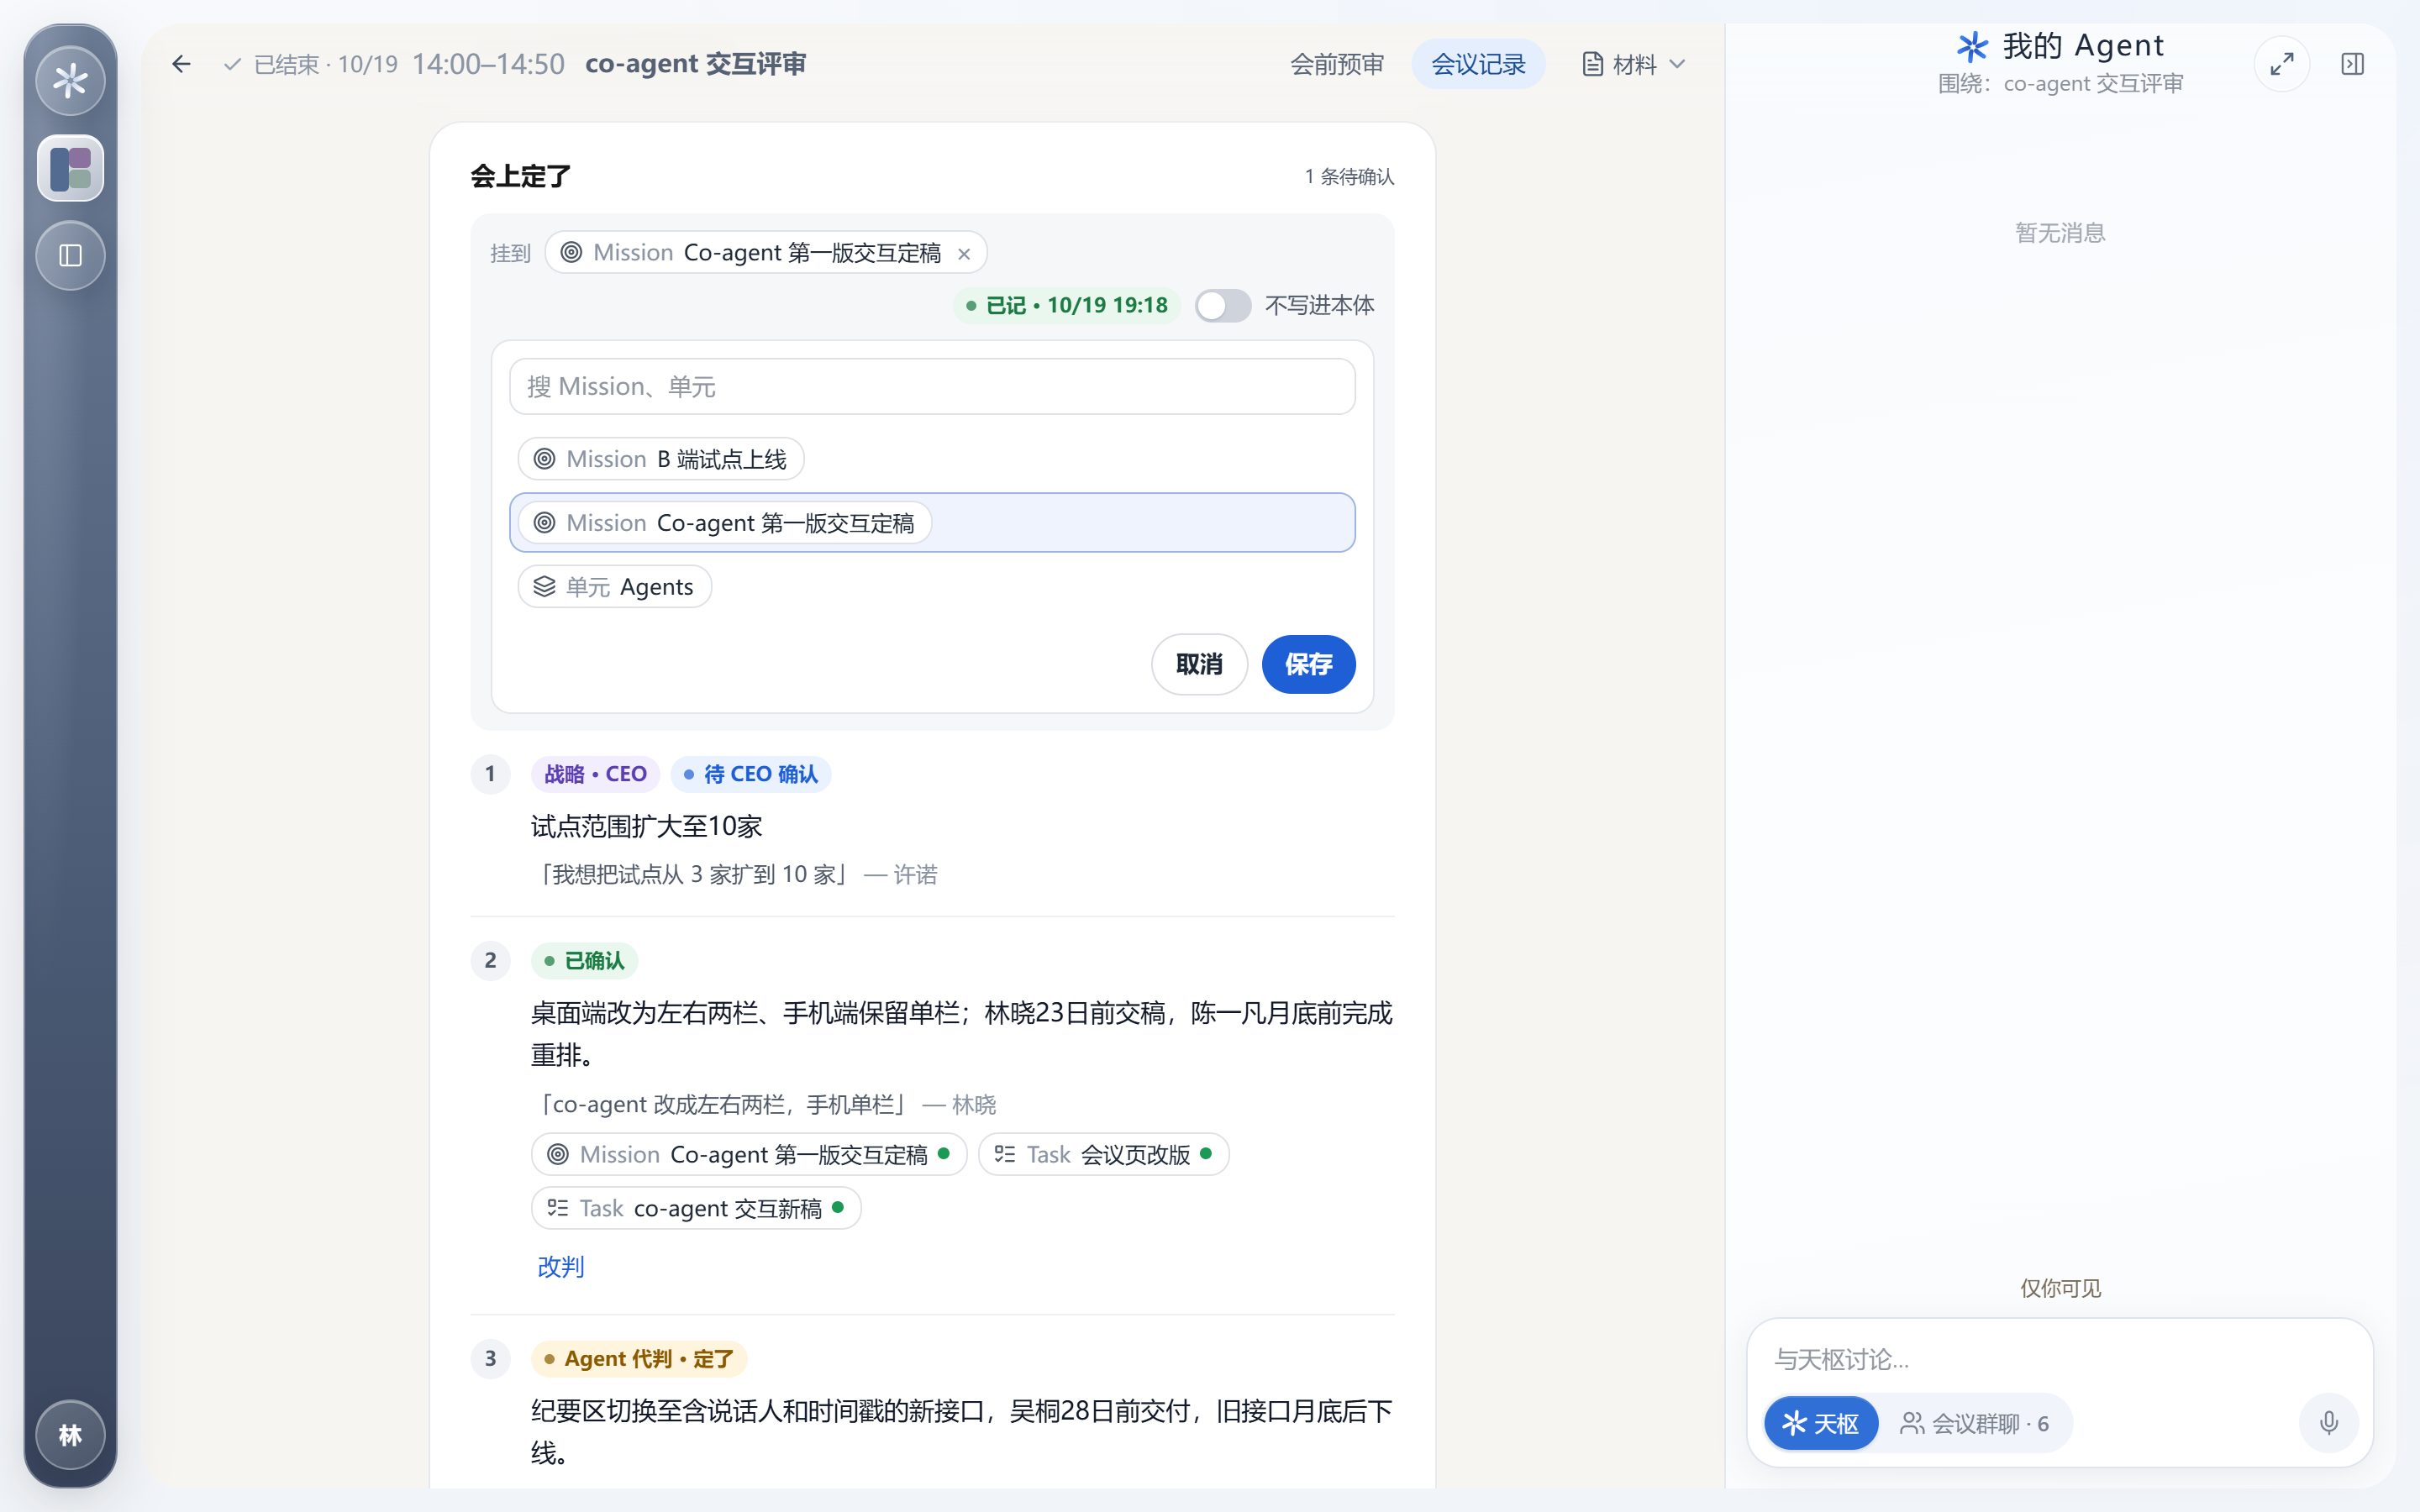 已结束 · 10/19 14:00–14:50 co-agent 交互评审
会前预审 会议记录 材料
会上定了
1 条待确认
挂到 Mission Co-agent 第一版交互定稿 ×
已记 • 10/19 19:18 不写进本体
搜 Mission、单元
Mission B 端试点上线
Mission Co-agent 第一版交互定稿
单元 Agents
取消 保存
1 战略 • CEO 待 CEO 确认
试点范围扩大至10家
「我想把试点从 3 家扩到 10 家」 — 许诺
2 已确认
桌面端改为左右两栏、手机端保留单栏；林晓23日前交稿，陈一凡月底前完成
重排。
「co-agent 改成左右两栏，手机单栏」 — 林晓
Mission Co-agent 第一版交互定稿 Task 会议页改版
Task co-agent 交互新稿
改判
3 Agent 代判 • 定了
纪要区切换至含说话人和时间戳的新接口，吴桐28日前交付，旧接口月底后下
线。
林
我的 Agent
围绕：co-agent 交互评审
暂无消息
仅你可见
与天枢讨论...
天枢 会议群聊 · 6